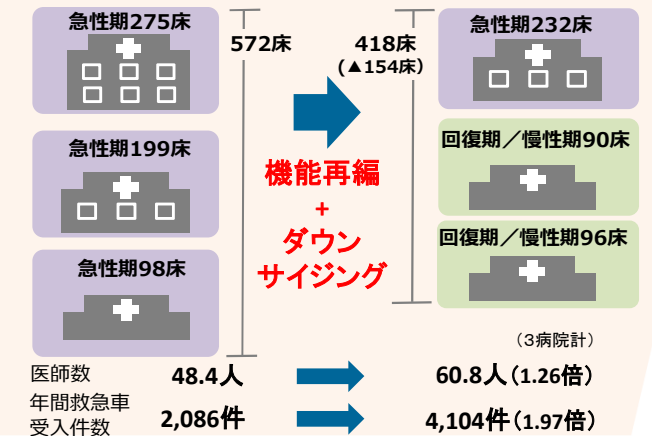 急性期275床
572床
急性期199床
急性期98床
機能再編
+
ダウン
サイジング
418床
(▲154床)
急性期232床
回復期/慢性期90床
回復期/慢性期96床
(3病院計)
医師数 48.4人 60.8人(1.26倍)
年間救急車
受入件数 2,086件 4,104件(1.97倍)